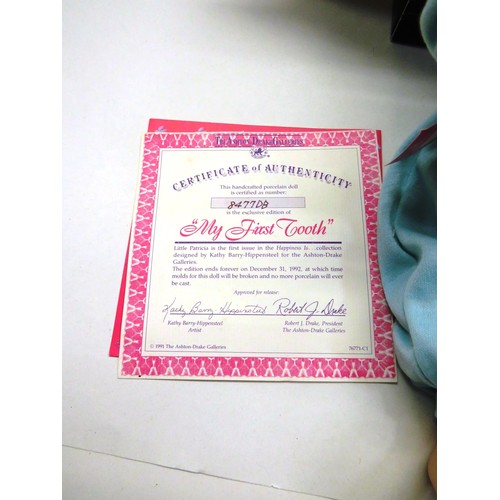 THE ASHTON-DRAKE GALLERIES
CERTIFICATE of AUTHENTICITY
This handcrafted porcelain doll
is certified as number:
8477DB
is the exclusive edition of
"My First Tooth"
Little Patricia is the first issue in the Happiness Is. ..collection
designed by Kathy Barry-Hippensteel for the Ashton-Drake
Galleries.
The edition ends forever on December 31, 1992, at which time
molds for this doll will be broken and no more porcelain will ever
be cast.
Approval for release:
Kathy Barry-Hippensteel Robert J. Drake
Kathy Barry-Hippensteel Robert J. Drake, President
Artist The Ashton-Drake Galleries
© 1991 The Ashton-Drake Galleries 76771-C1